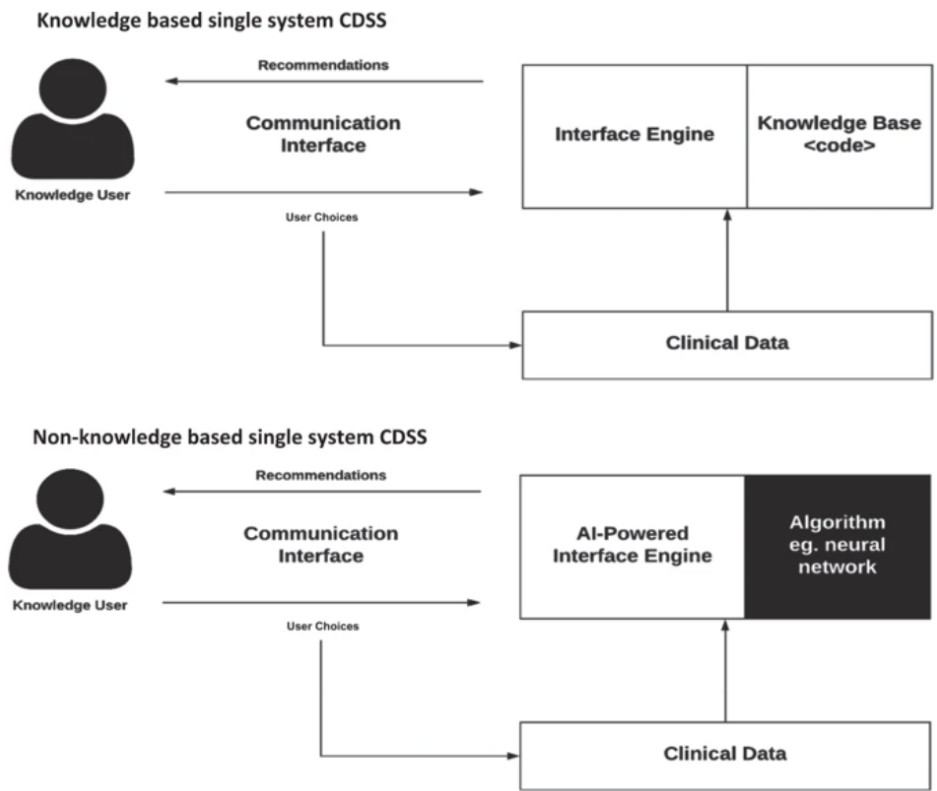 Knowledge based single system CDSS
Recommendations
Communication
Interface
Knowledge User
User Choices
Interface Engine
Knowledge Base
<code>
Clinical Data
Non-knowledge based single system CDSS
Recommendations
Communication
Interface
Knowledge User
User Choices
AI-Powered
Interface Engine
Algorithm
eg. neural
network
Clinical Data